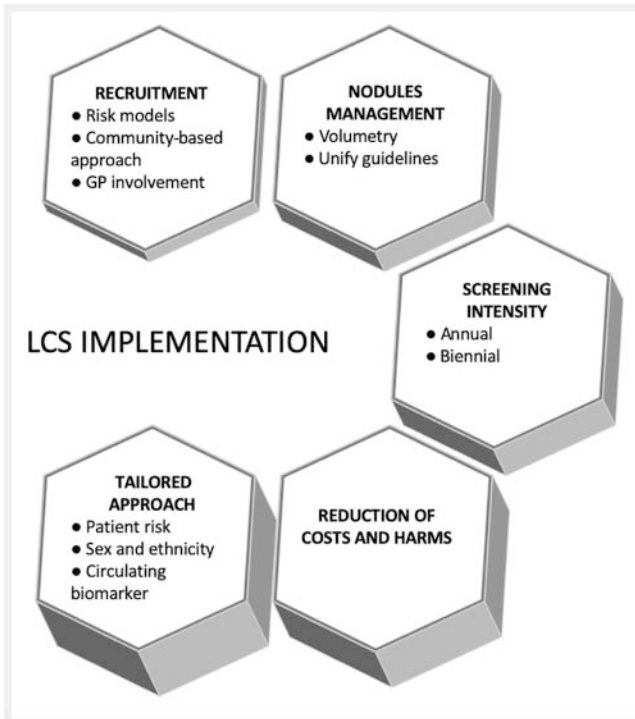 RECRUITMENT
● Risk models
● Community-based
approach
● GP involvement
NODULES
MANAGEMENT
● Volumetry
● Unify guidelines
SCREENING
INTENSITY
● Annual
● Biennial
LCS IMPLEMENTATION
TAILORED
APPROACH
● Patient risk
● Sex and ethnicity
● Circulating
biomarker
REDUCTION OF
COSTS AND HARMS